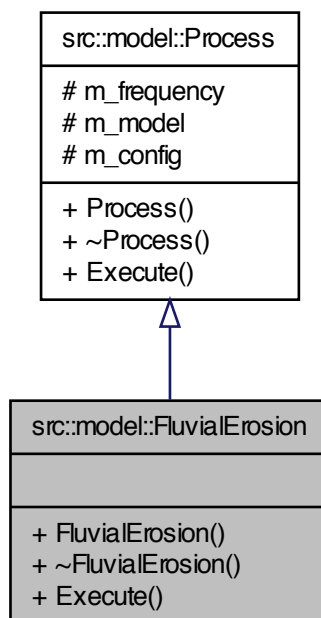 src::model::Process
# m_frequency
# m_model
# m_config
+ Process()
+ ~Process()
+ Execute()
src::model::FluvialErosion
+ FluvialErosion()
+ ~FluvialErosion()
+ Execute()